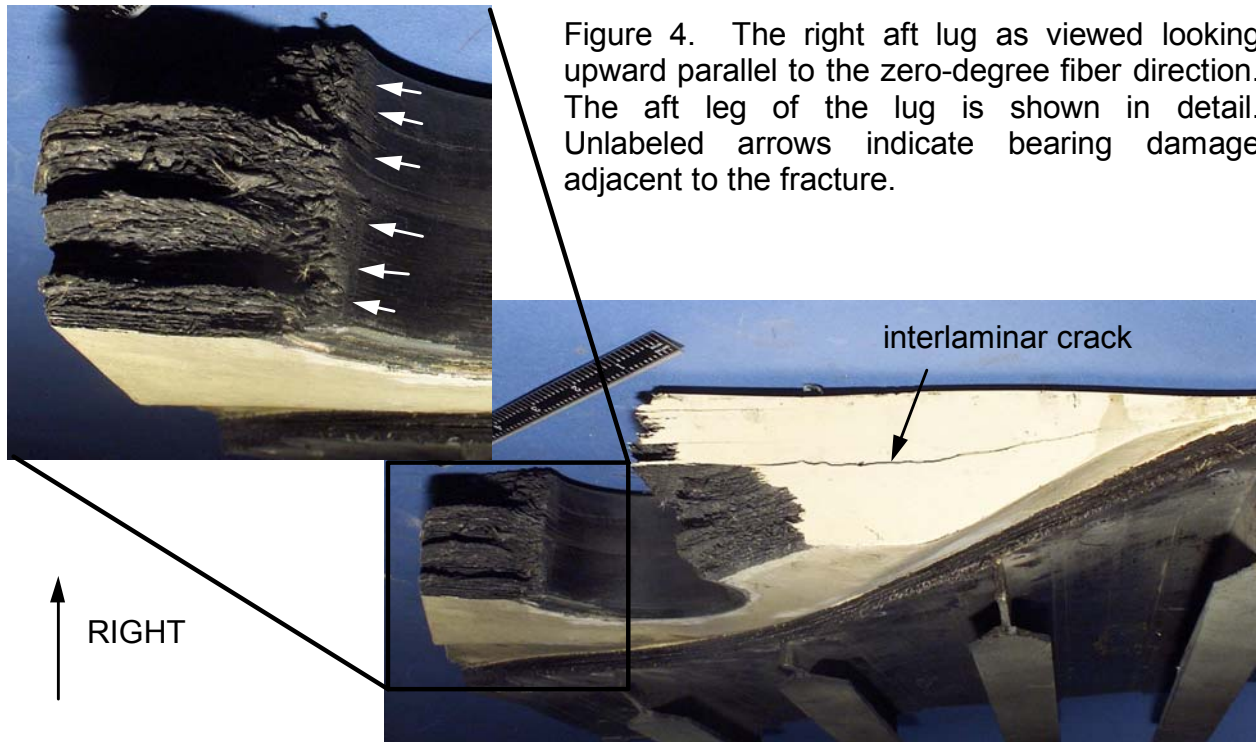 Figure 4. The right aft lug as viewed looking
upward parallel to the zero-degree fiber direction.
The aft leg of the lug is shown in detail.
Unlabeled arrows indicate bearing damage
adjacent to the fracture.
interlaminar crack
RIGHT